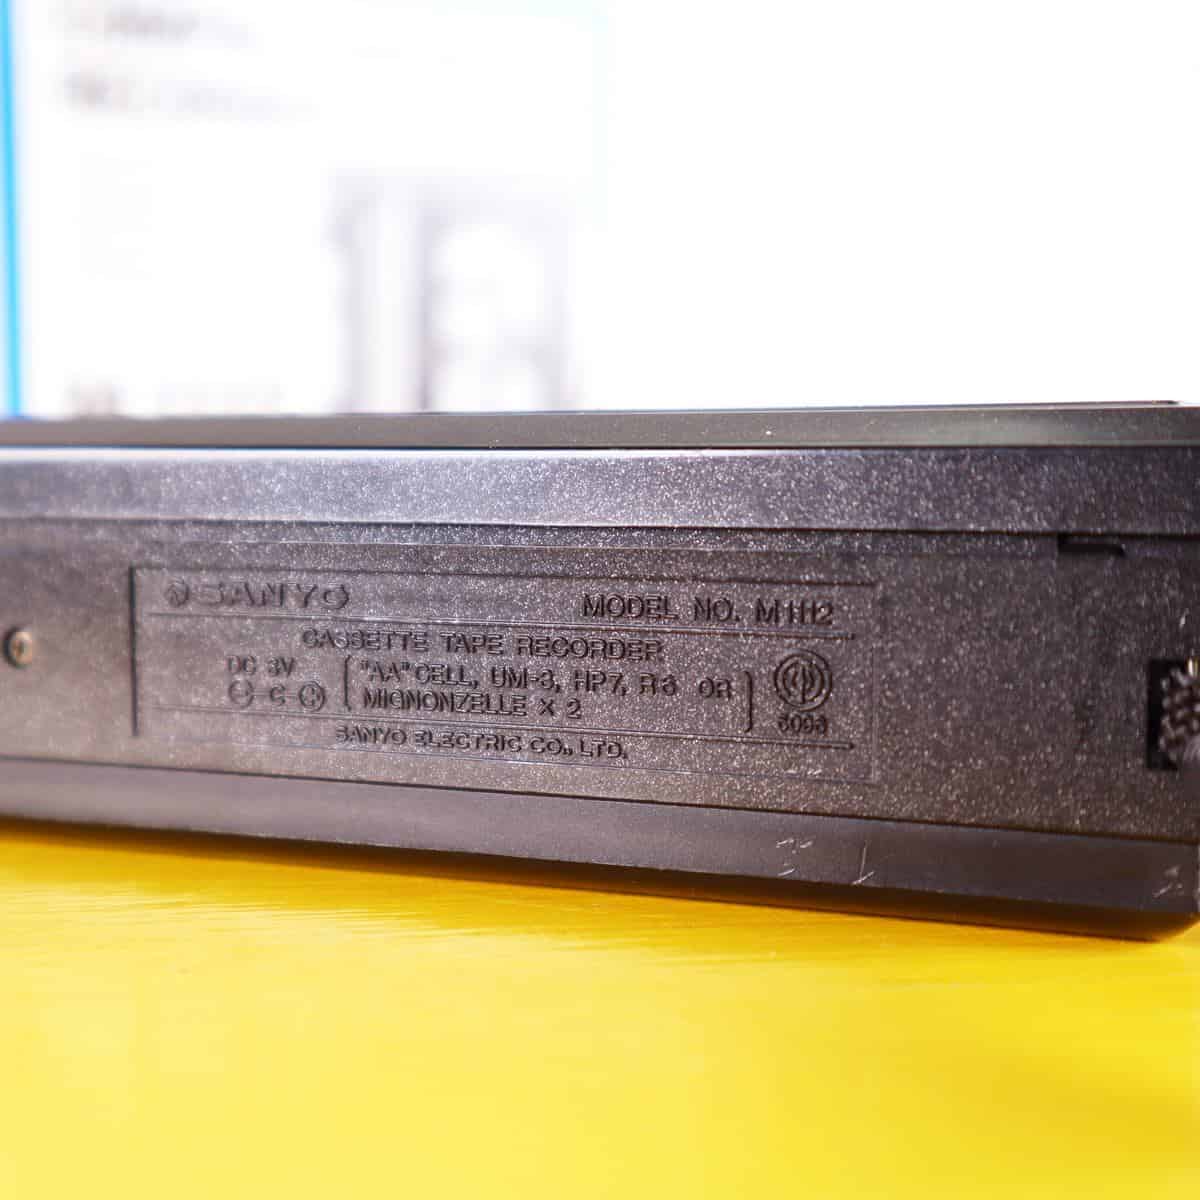 SANYO
MODEL NO. M1112
CASSETTE TAPE RECORDER
DC 3V
"AA" CELL, UM-3, HP7, R6 OR
C
MIGNONZELLE X 2
SANYO ELECTRIC CO., LTD.